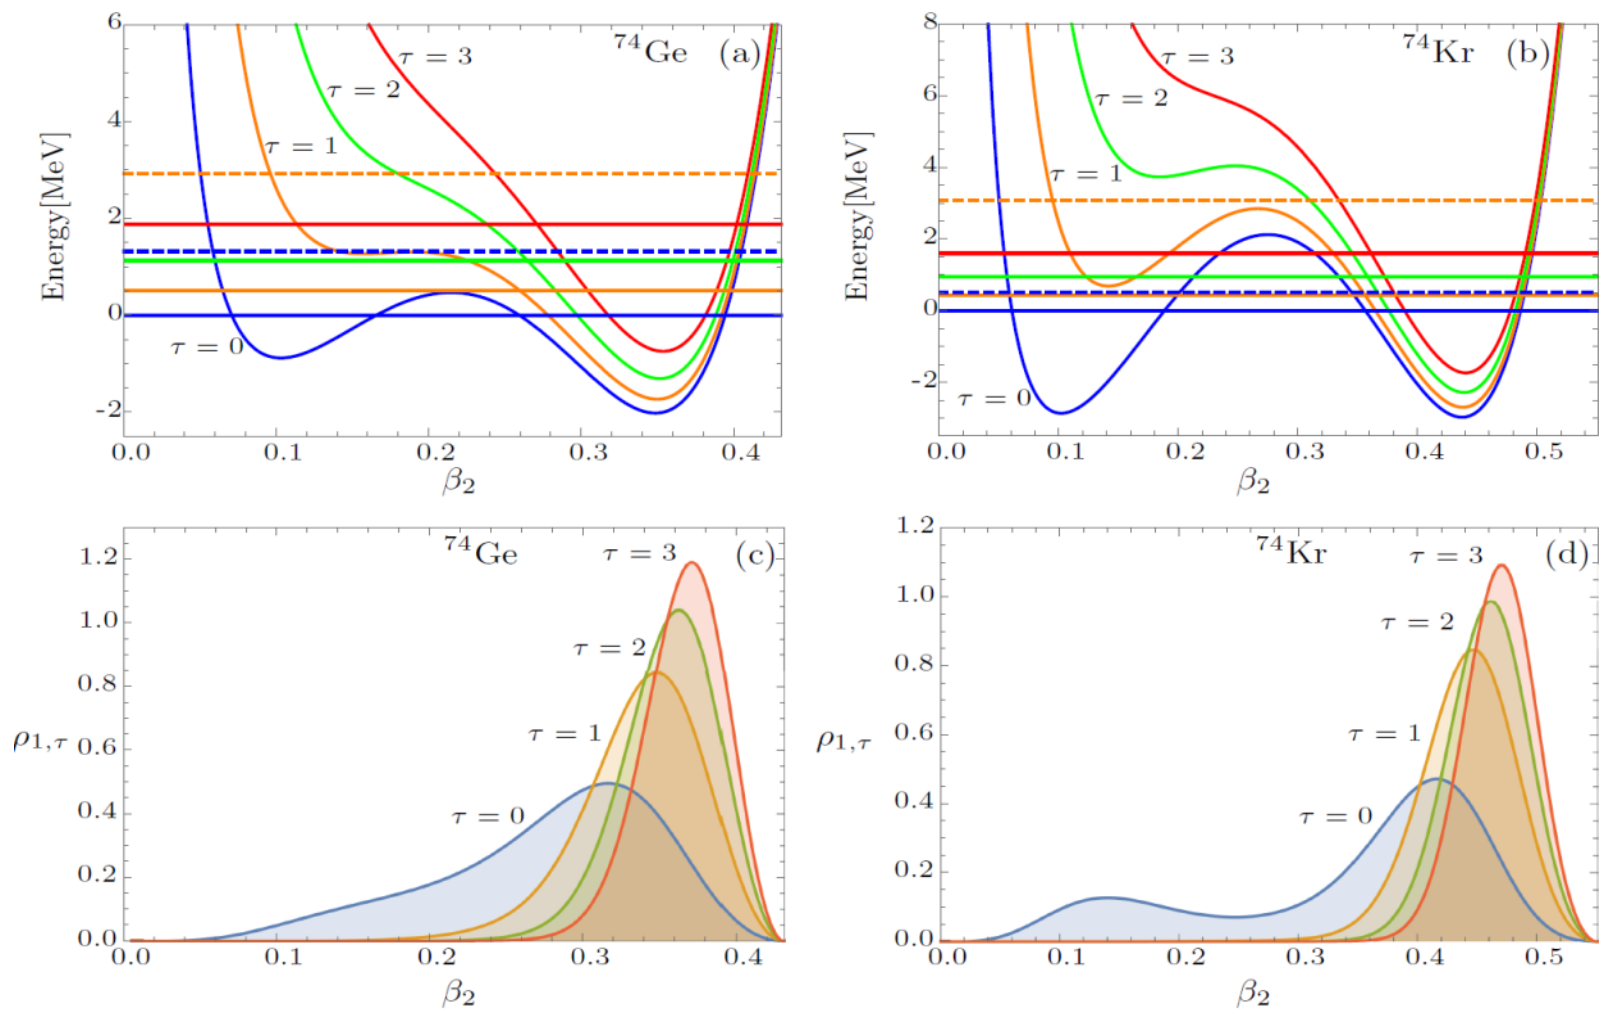 6
4
2
0
-2
Energy[MeV]
⁷⁴Ge (a)
τ = 3
τ = 2
τ = 1
τ = 0
0.0 0.1 0.2 0.3 0.4
β₂
8
6
4
2
0
-2
Energy[MeV]
⁷⁴Kr (b)
τ = 3
τ = 2
τ = 1
τ = 0
0.0 0.1 0.2 0.3 0.4 0.5
β₂
1.2
1.0
0.8
0.6
0.4
0.2
0.0
ρ₁,τ
⁷⁴Ge τ = 3 (c)
τ = 2
τ = 1
τ = 0
0.0 0.1 0.2 0.3 0.4
β₂
1.2
1.0
0.8
0.6
0.4
0.2
0.0
ρ₁,τ
⁷⁴Kr τ = 3 (d)
τ = 2
τ = 1
τ = 0
0.0 0.1 0.2 0.3 0.4 0.5
β₂